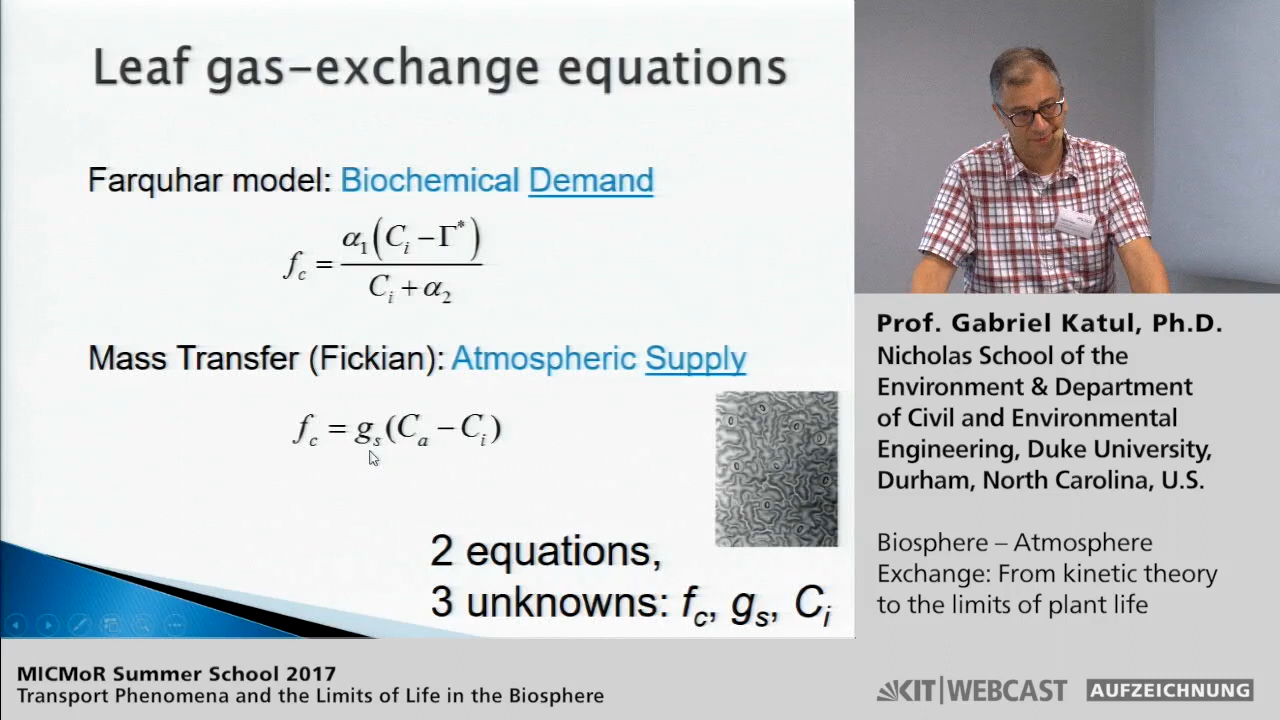 Leaf gas-exchange equations
Farquhar model: Biochemical Demand
f_c = α_1(C_i − Γ*) / (C_i + α_2)
Mass Transfer (Fickian): Atmospheric Supply
f_c = g_s(C_a − C_i)
2 equations,
3 unknowns: f_c, g_s, C_i
Prof. Gabriel Katul, Ph.D.
Nicholas School of the
Environment & Department
of Civil and Environmental
Engineering, Duke University,
Durham, North Carolina, U.S.
Biosphere – Atmosphere
Exchange: From kinetic theory
to the limits of plant life
MICMoR Summer School 2017
Transport Phenomena and the Limits of Life in the Biosphere
KIT|WEBCAST AUFZEICHNUNG